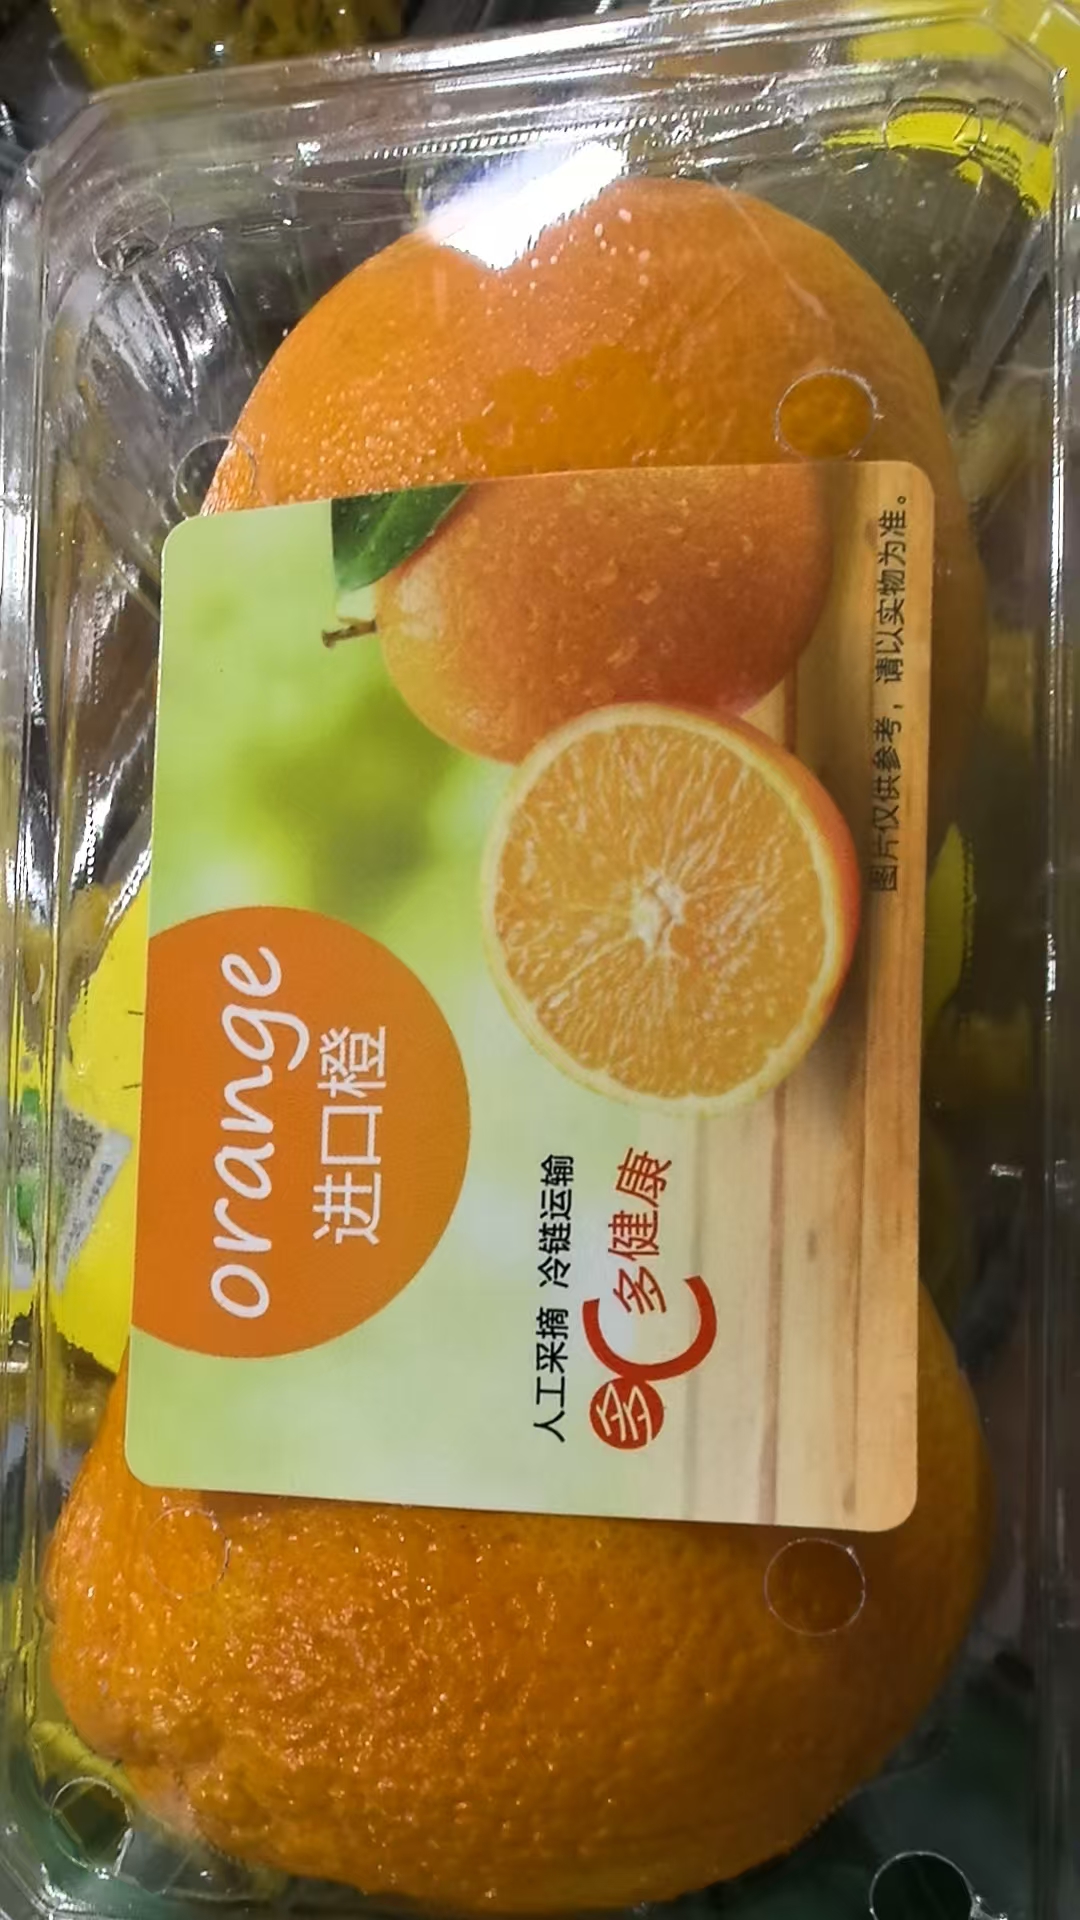 orange
进口橙
人工采摘 冷链运输
多C多健康
图片仅供参考，请以实物为准。